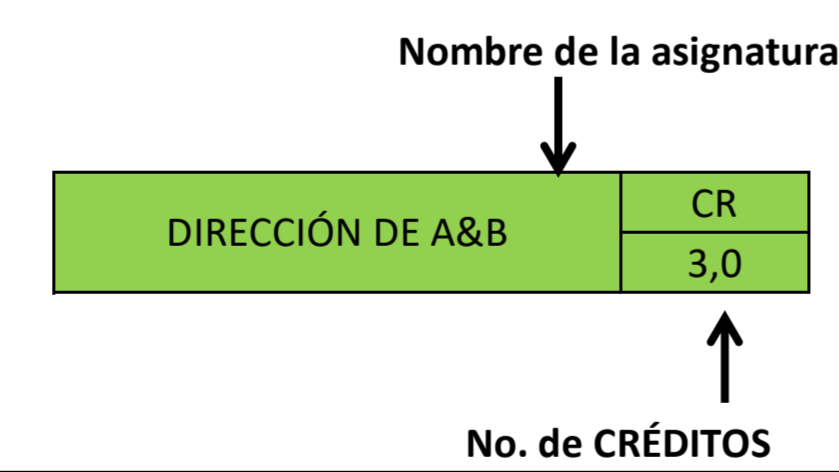 Nombre de la asignatura
DIRECCIÓN DE A&B
CR
3,0
No. de CRÉDITOS